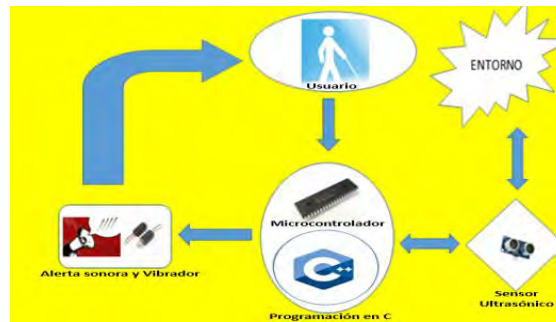 Usuario
ENTORNO
Microcontrolador
C++
Alerta sonora y Vibrador
Programación en C
Sensor
Ultrasónico